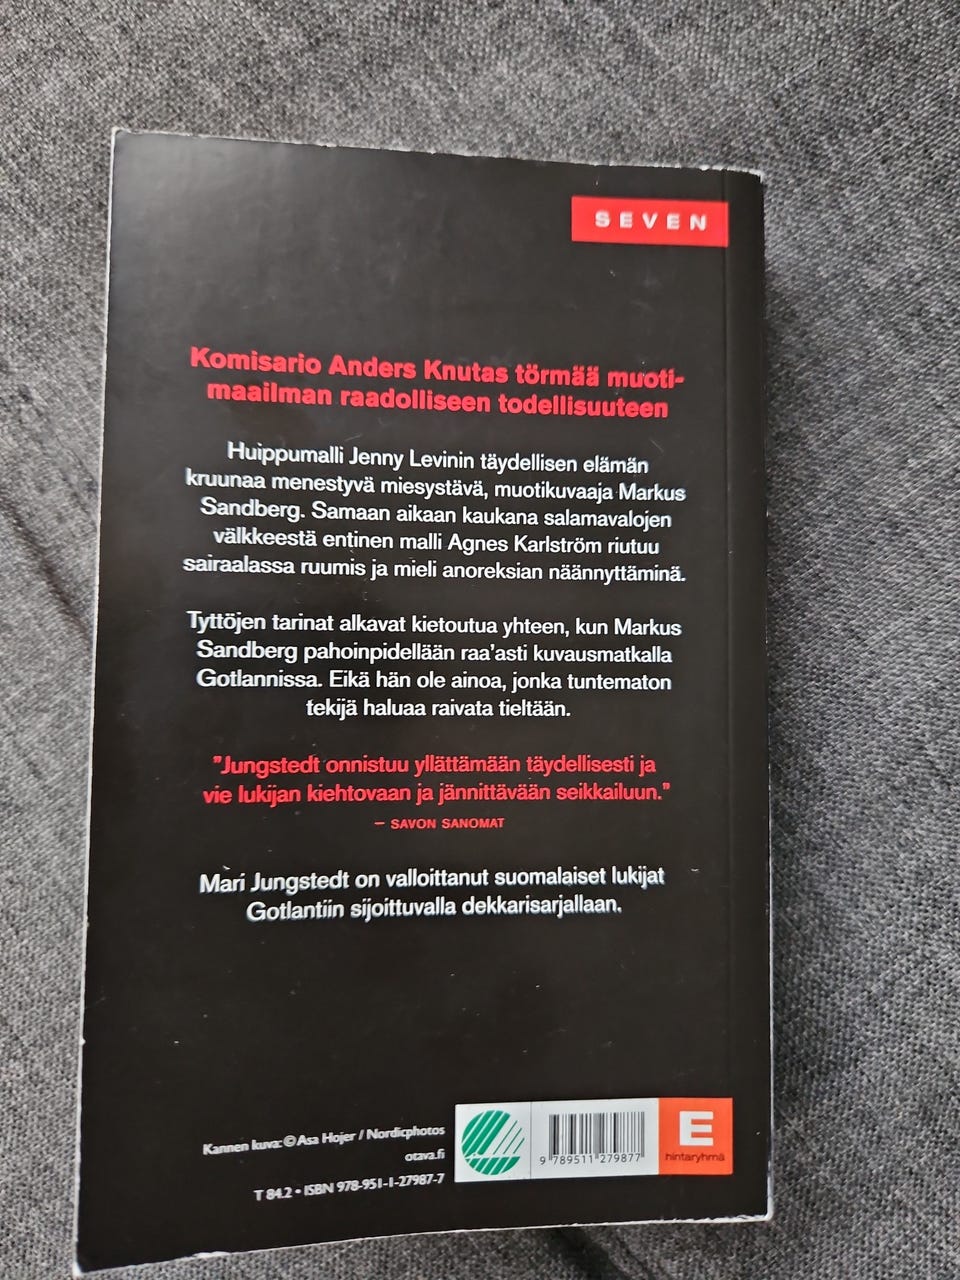 SEVEN
Komisario Anders Knutas törmää muoti-
maailman raadolliseen todellisuuteen
Huippumalli Jenny Levinin täydellisen elämän
kruunaa menestyvä miesystävä, muotikuvaaja Markus
Sandberg. Samaan aikaan kaukana salamavalojen
välkkeestä entinen malli Agnes Karlström riutuu
sairaalassa ruumis ja mieli anoreksian näännyttäminä.
Tyttöjen tarinat alkavat kietoutua yhteen, kun Markus
Sandberg pahoinpidellään raa'asti kuvausmatkalla
Gotlannissa. Eikä hän ole ainoa, jonka tuntematon
tekijä haluaa raivata tieltään.
"Jungstedt onnistuu yllättämään täydellisesti ja
vie lukijan kiehtovaan ja jännittävään seikkailuun."
– SAVON SANOMAT
Mari Jungstedt on valloittanut suomalaiset lukijat
Gotlantiin sijoittuvalla dekkarisarjallaan.
Kannen kuva: © Asa Hojer / Nordicphotos
otava.fi
T 84.2 • ISBN 978-951-1-27987-7
9 789511 279877
E
hintaryhmä